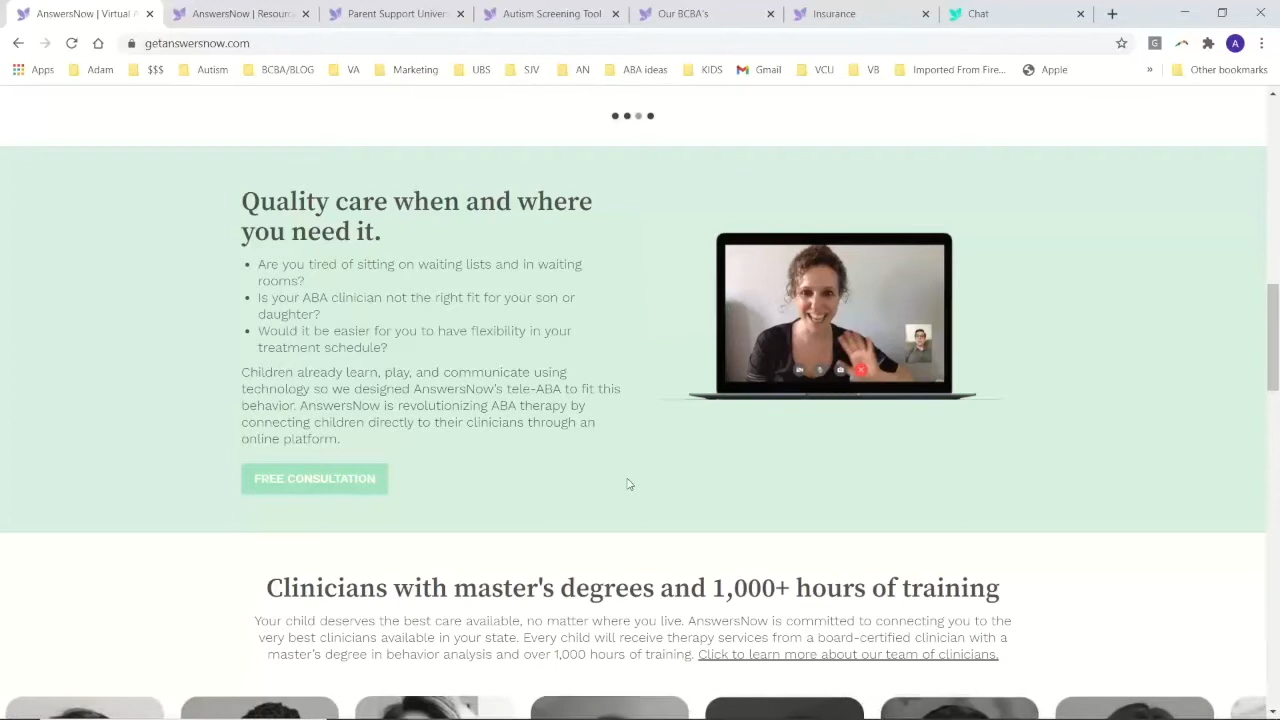 AnswersNow | Virtual A
AnswersNow | Resourc
Parent Support Univer
Autism Screening Tool
Our BCBA's
Insurance
Chat
getanswersnow.com
G
A
Apps
Adam
$$$
Autism
BCBA/BLOG
VA
Marketing
UBS
SJV
AN
ABA ideas
KIDS
Gmail
VCU
VB
Imported From Fire...
Apple
»
Other bookmarks
Quality care when and where
you need it.
• Are you tired of sitting on waiting lists and in waiting
rooms?
• Is your ABA clinician not the right fit for your son or
daughter?
• Would it be easier for you to have flexibility in your
treatment schedule?
Children already learn, play, and communicate using
technology so we designed AnswersNow's tele-ABA to fit this
behavior. AnswersNow is revolutionizing ABA therapy by
connecting children directly to their clinicians through an
online platform.
FREE CONSULTATION
Clinicians with master's degrees and 1,000+ hours of training
Your child deserves the best care available, no matter where you live. AnswersNow is committed to connecting you to the
very best clinicians available in your state. Every child will receive therapy services from a board-certified clinician with a
master's degree in behavior analysis and over 1,000 hours of training. Click to learn more about our team of clinicians.